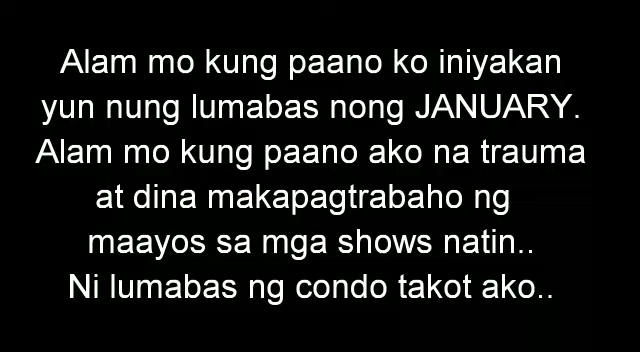 Alam mo kung paano ko iniyakan
yun nung lumabas nong JANUARY.
Alam mo kung paano ako na trauma
at dina makapagtrabaho ng
maayos sa mga shows natin..
Ni lumabas ng condo takot ako..